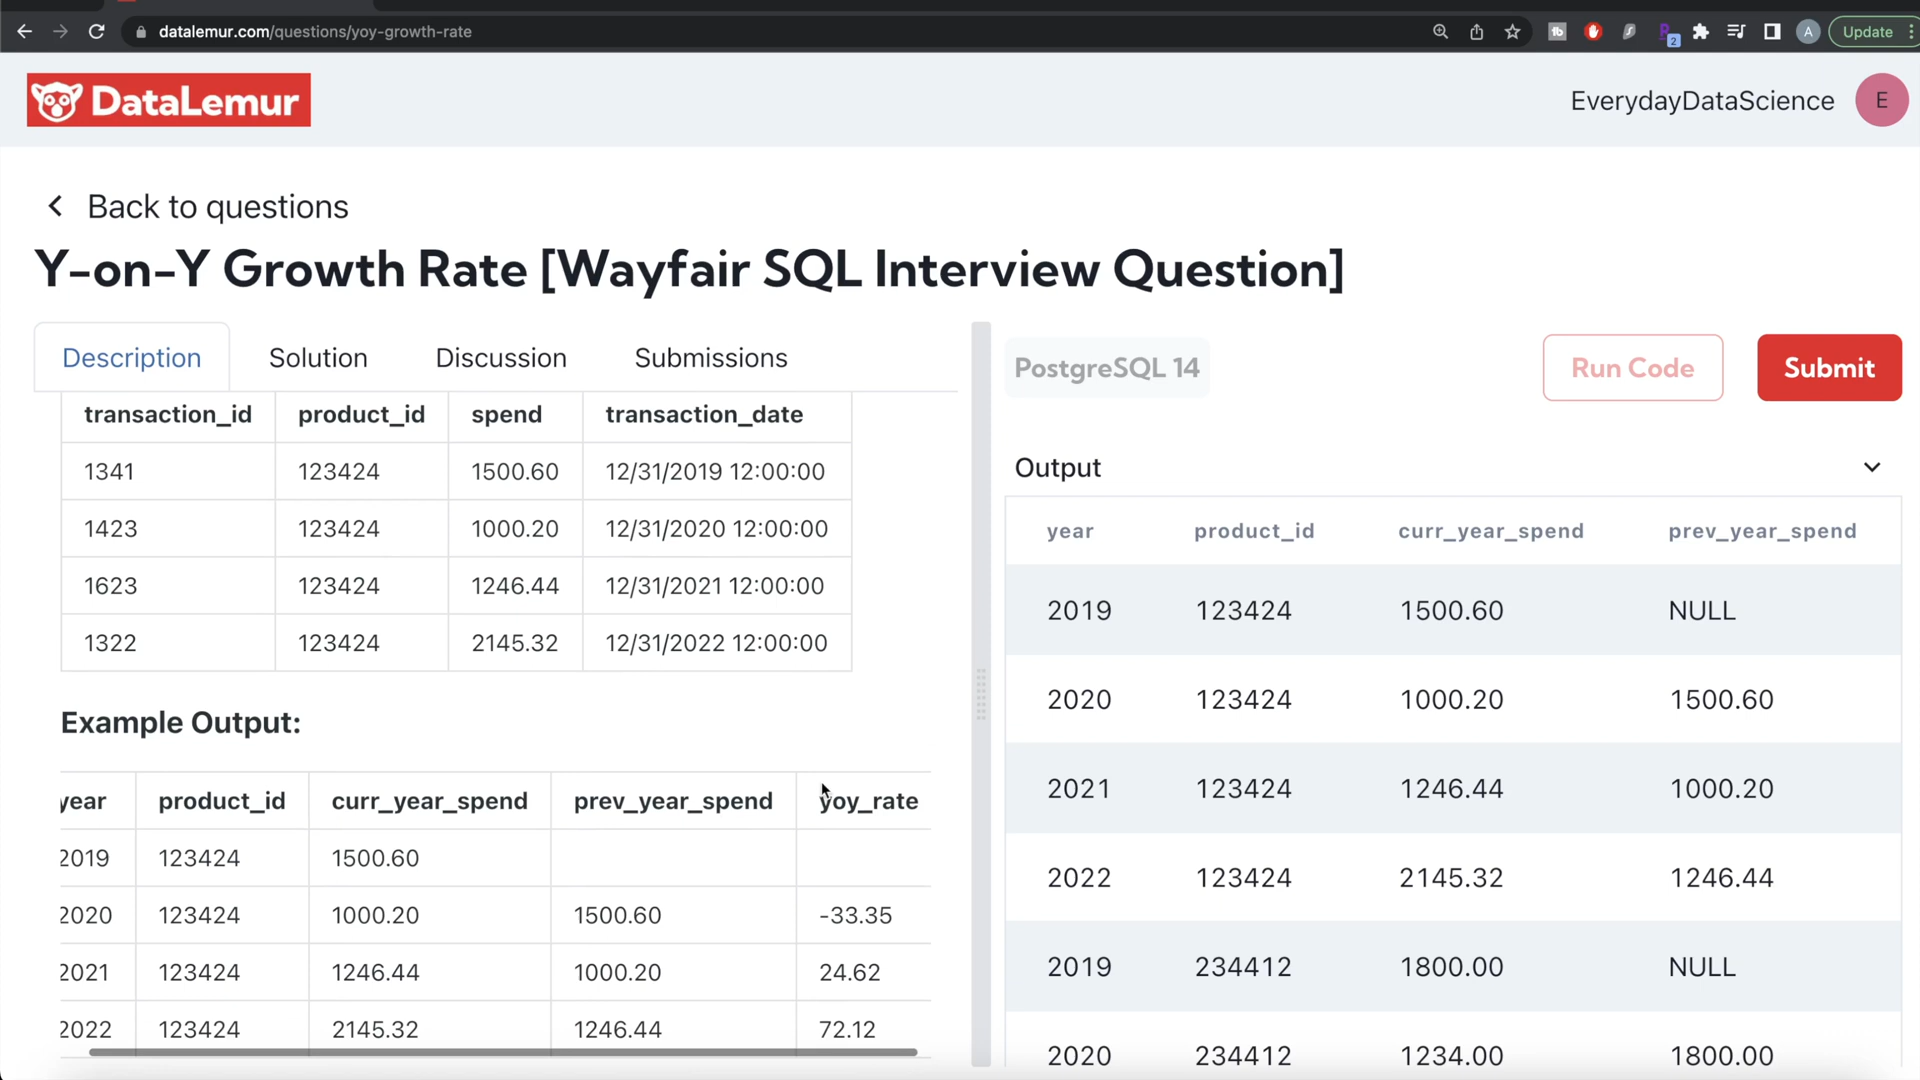 datalemur.com/questions/yoy-growth-rate
2
A
Update
DataLemur
EverydayDataScience
E
Back to questions
Y-on-Y Growth Rate [Wayfair SQL Interview Question]
Description Solution Discussion Submissions
transaction_id product_id spend transaction_date
1341 123424 1500.60 12/31/2019 12:00:00
1423 123424 1000.20 12/31/2020 12:00:00
1623 123424 1246.44 12/31/2021 12:00:00
1322 123424 2145.32 12/31/2022 12:00:00
Example Output:
year product_id curr_year_spend prev_year_spend yoy_rate
2019 123424 1500.60
2020 123424 1000.20 1500.60 -33.35
2021 123424 1246.44 1000.20 24.62
2022 123424 2145.32 1246.44 72.12
PostgreSQL 14
Run Code
Submit
Output
year product_id curr_year_spend prev_year_spend
2019 123424 1500.60 NULL
2020 123424 1000.20 1500.60
2021 123424 1246.44 1000.20
2022 123424 2145.32 1246.44
2019 234412 1800.00 NULL
2020 234412 1234.00 1800.00